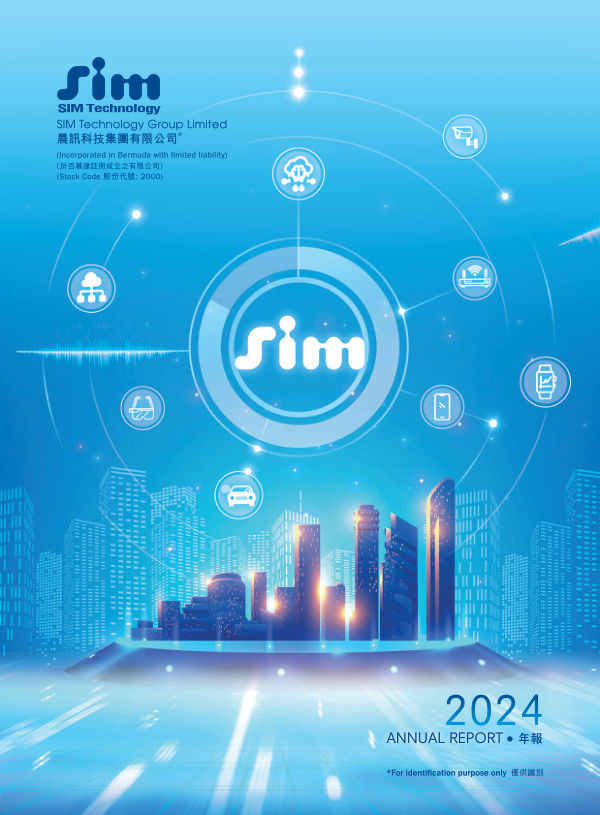 sim
SIM Technology
SIM Technology Group Limited
晨訊科技集團有限公司*
(Incorporated in Bermuda with limited liability)
(於百慕達註冊成立之有限公司)
(Stock Code 股份代號: 2000)
sim
2024
ANNUAL REPORT • 年報
*For identification purpose only 僅供識別